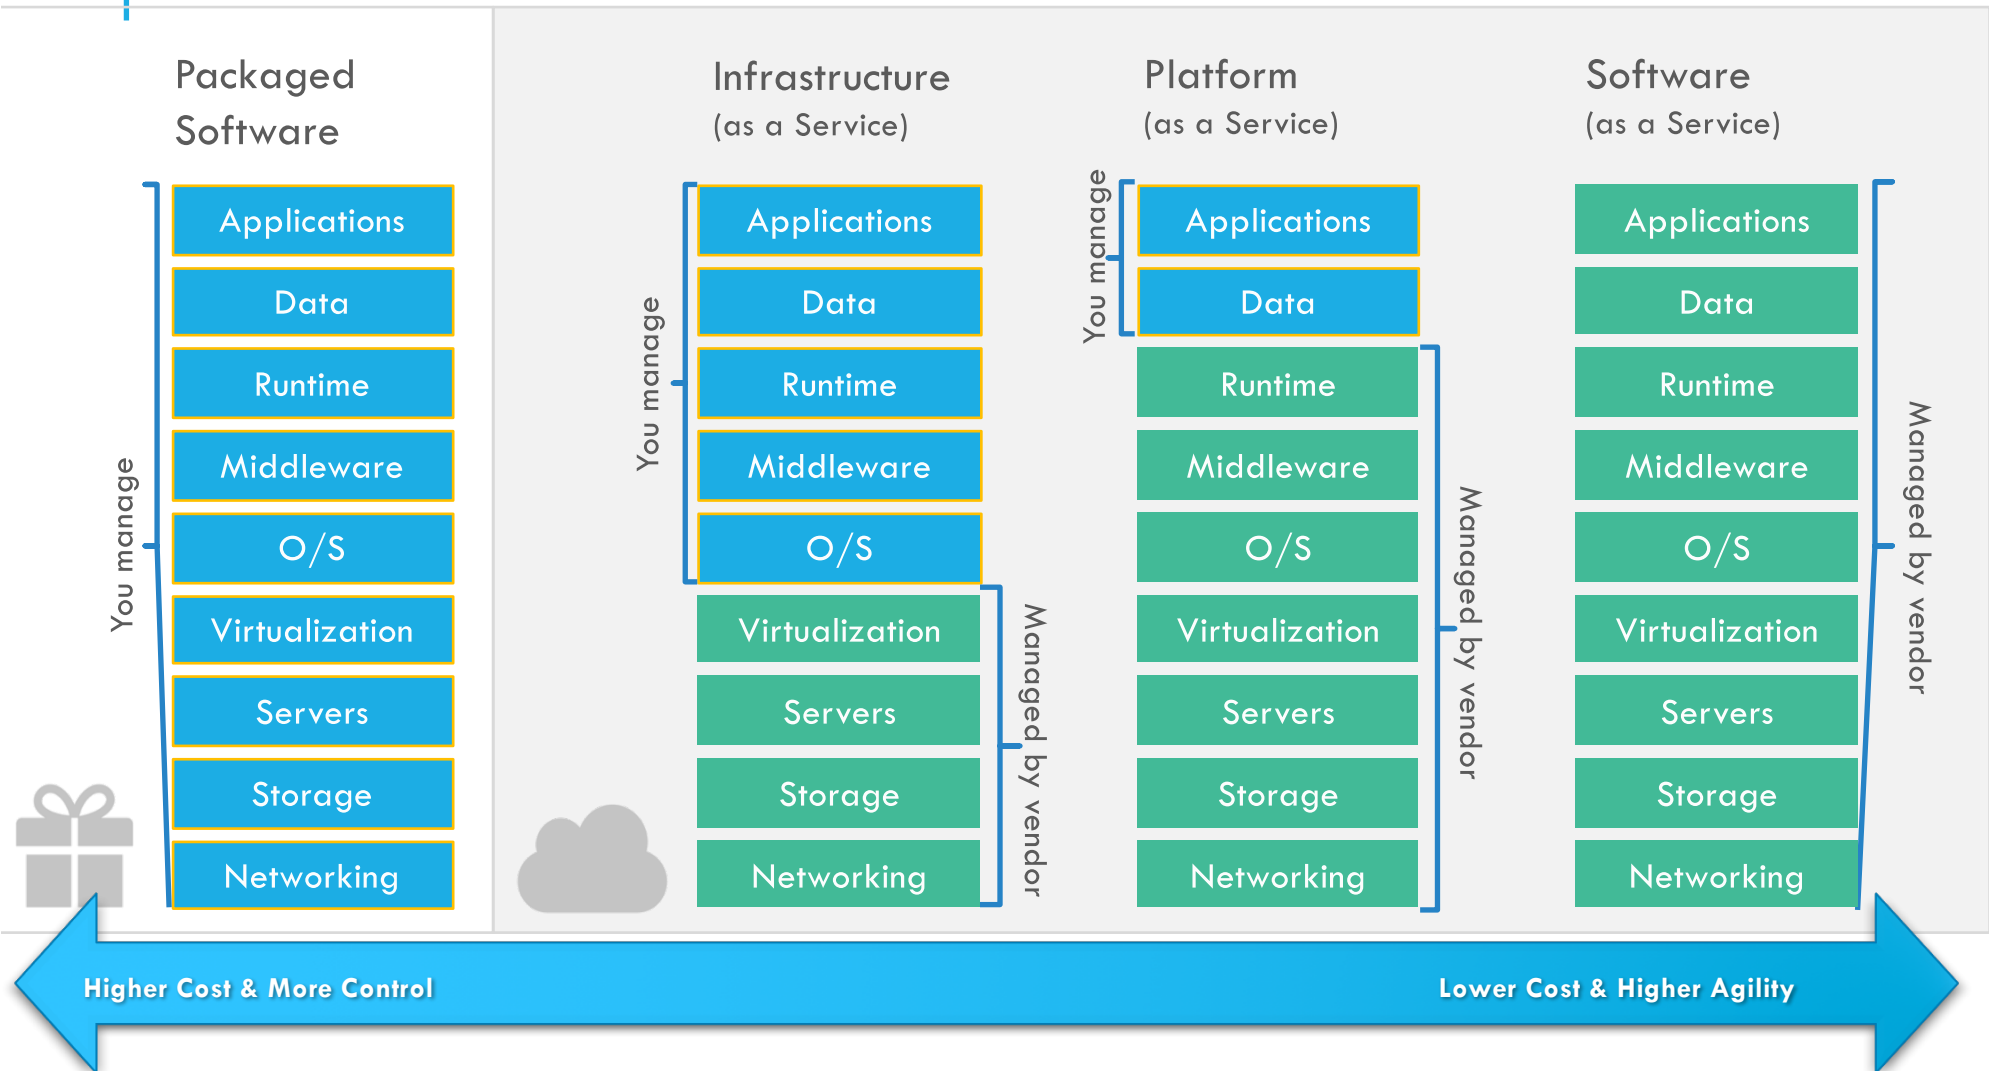 Packaged
Software
You manage
Applications
Data
Runtime
Middleware
O/S
Virtualization
Servers
Storage
Networking
Infrastructure
(as a Service)
You manage
Applications
Data
Runtime
Middleware
O/S
Virtualization
Servers
Storage
Networking
Managed by vendor
Platform
(as a Service)
You manage
Applications
Data
Runtime
Middleware
O/S
Virtualization
Servers
Storage
Networking
Managed by vendor
Software
(as a Service)
Applications
Data
Runtime
Middleware
O/S
Virtualization
Servers
Storage
Networking
Managed by vendor
Higher Cost & More Control
Lower Cost & Higher Agility